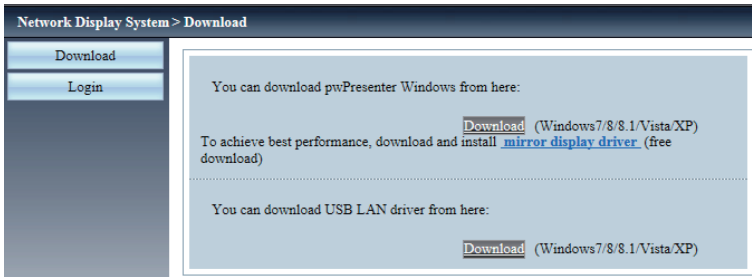 Network Display System > Download
Download
Login
You can download pwPresenter Windows from here:
Download (Windows7/8/8.1/Vista/XP)
To achieve best performance, download and install mirror display driver (free
download)
You can download USB LAN driver from here:
Download (Windows7/8/8.1/Vista/XP)